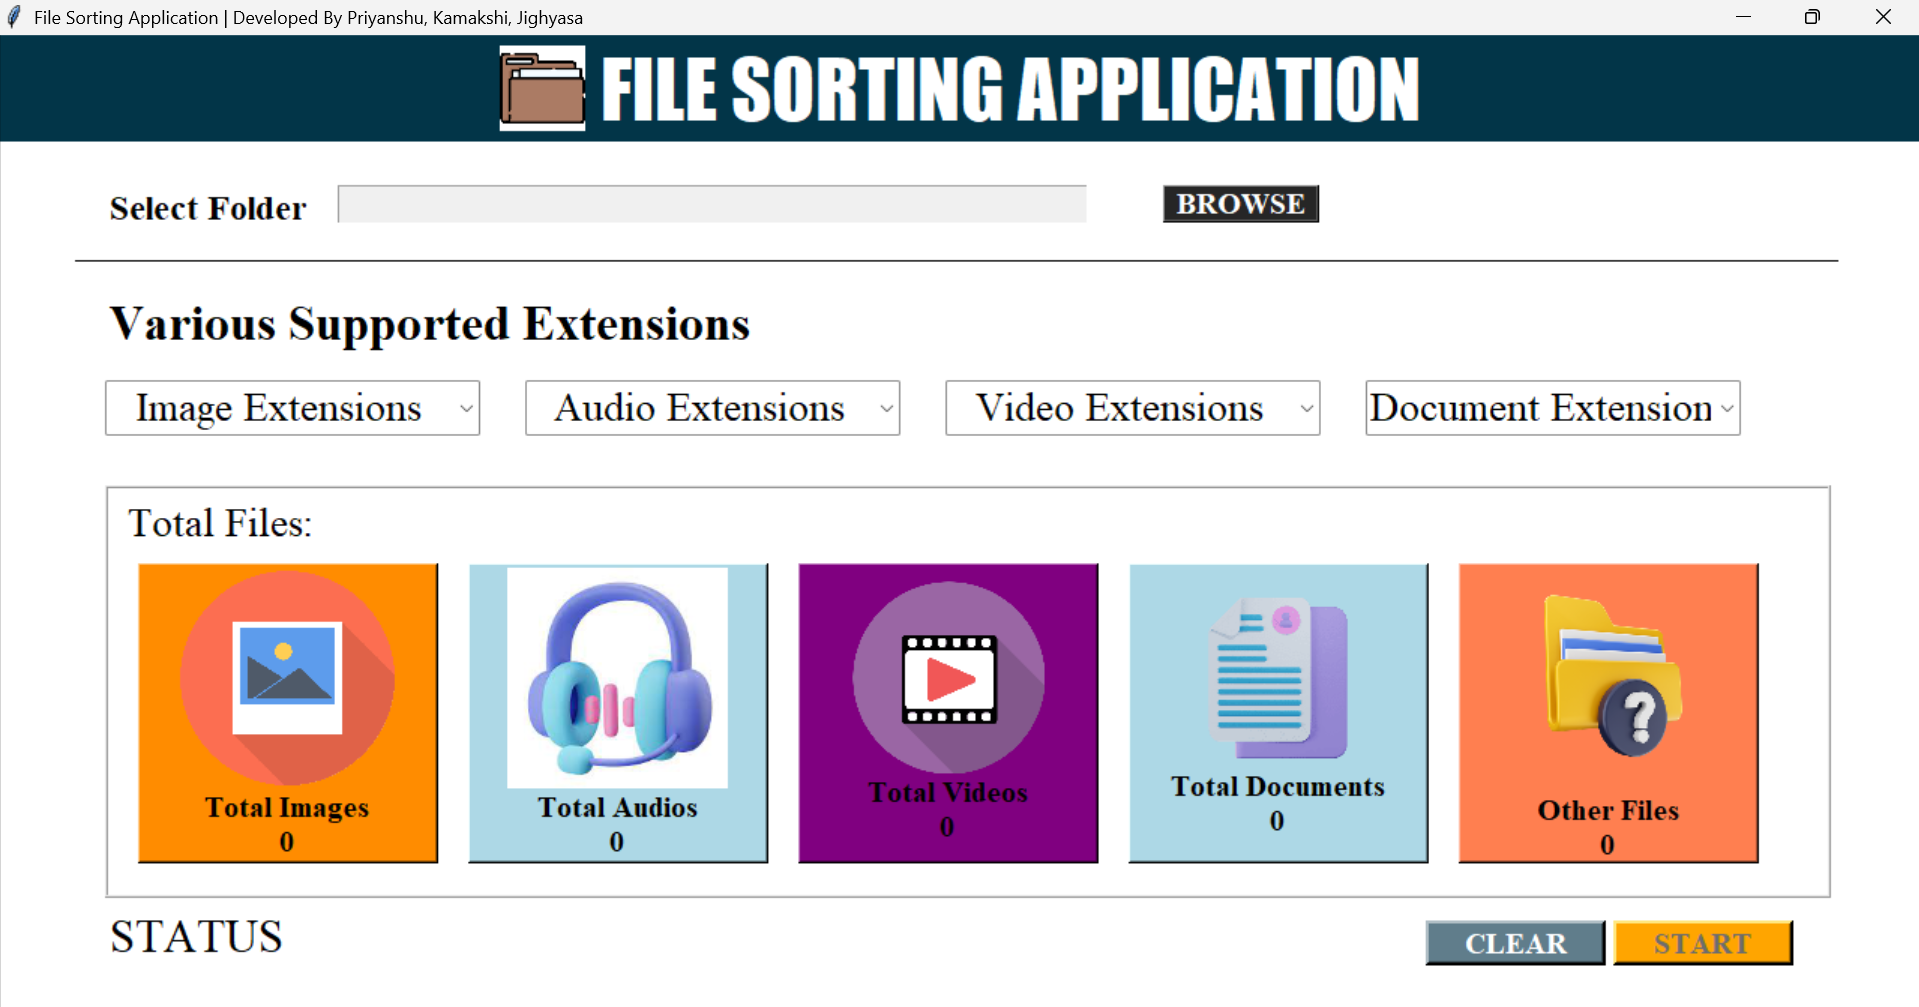 File Sorting Application | Developed By Priyanshu, Kamakshi, Jighyasa
FILE SORTING APPLICATION
Select Folder
BROWSE
Various Supported Extensions
Image Extensions
Audio Extensions
Video Extensions
Document Extension
Total Files:
Total Images
0
Total Audios
0
Total Videos
0
Total Documents
0
?
Other Files
0
STATUS
CLEAR
START